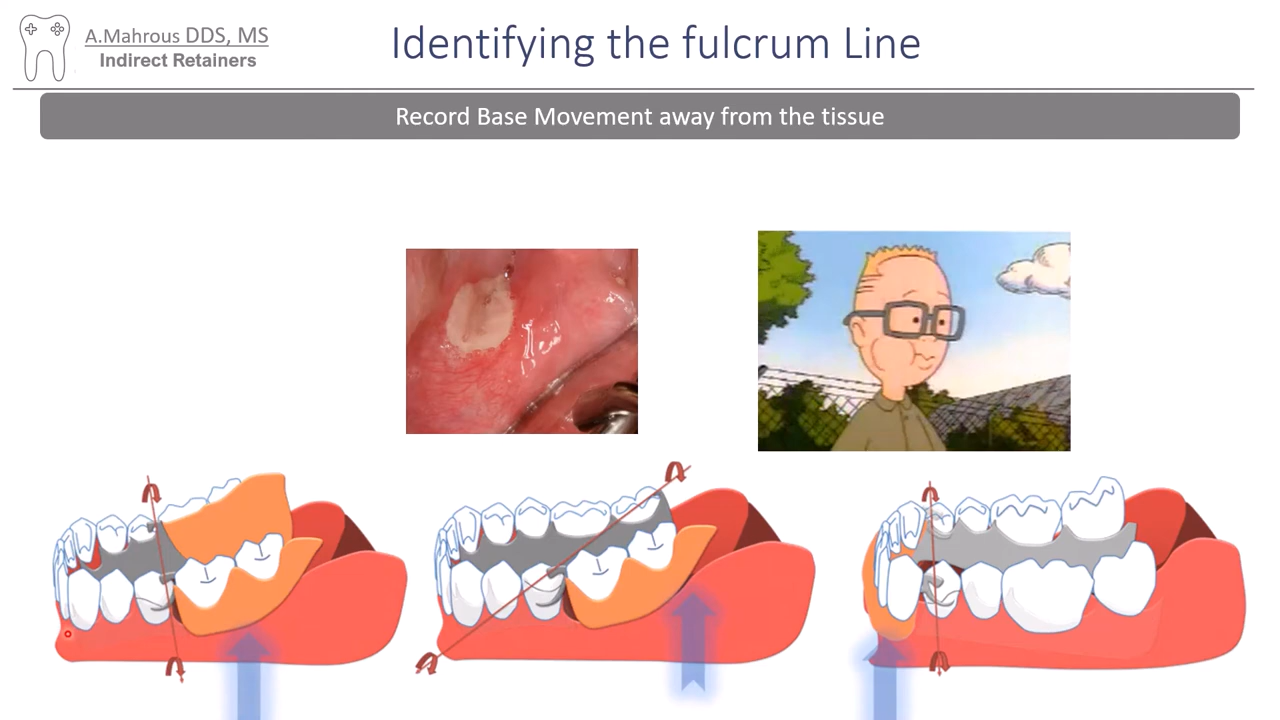 A.Mahrous DDS, MS
Indirect Retainers
Identifying the fulcrum Line
Record Base Movement away from the tissue